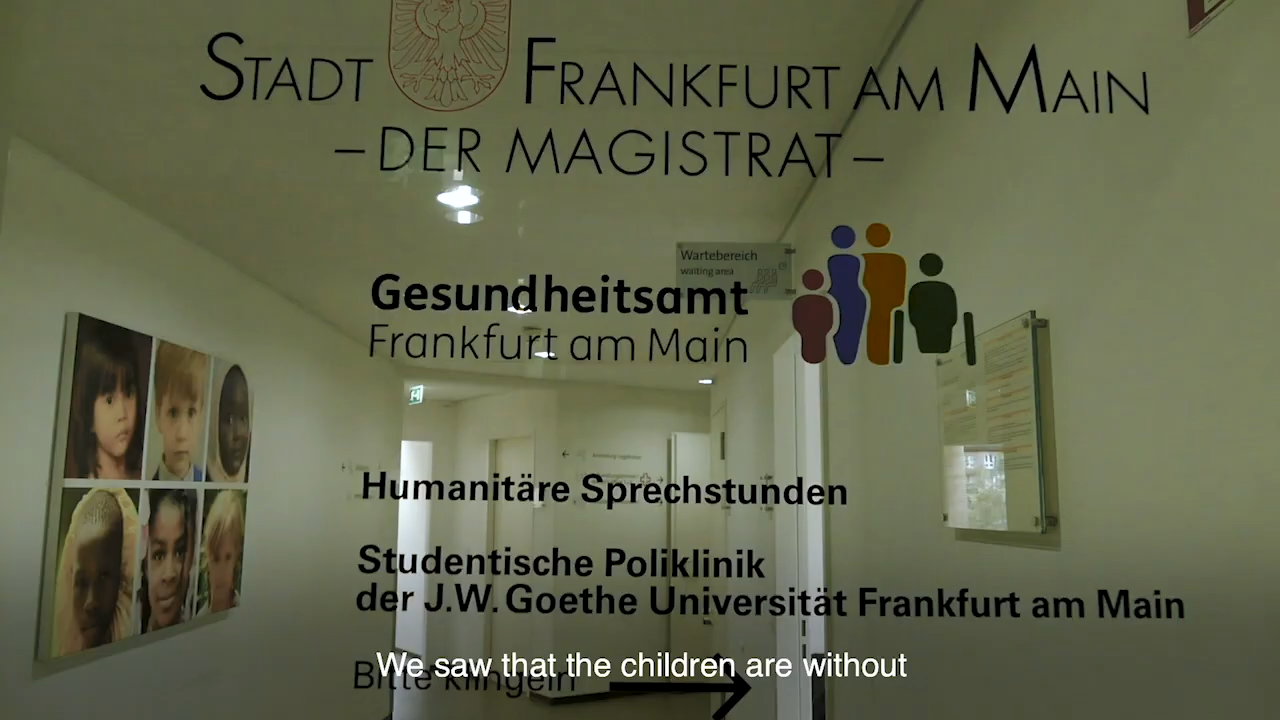 STADT FRANKFURT AM MAIN
– DER MAGISTRAT –
Wartebereich
waiting area
Gesundheitsamt
Frankfurt am Main
Humanitäre Sprechstunden
Studentische Poliklinik
der J.W. Goethe Universität Frankfurt am Main
Bitte klingeln
We saw that the children are without